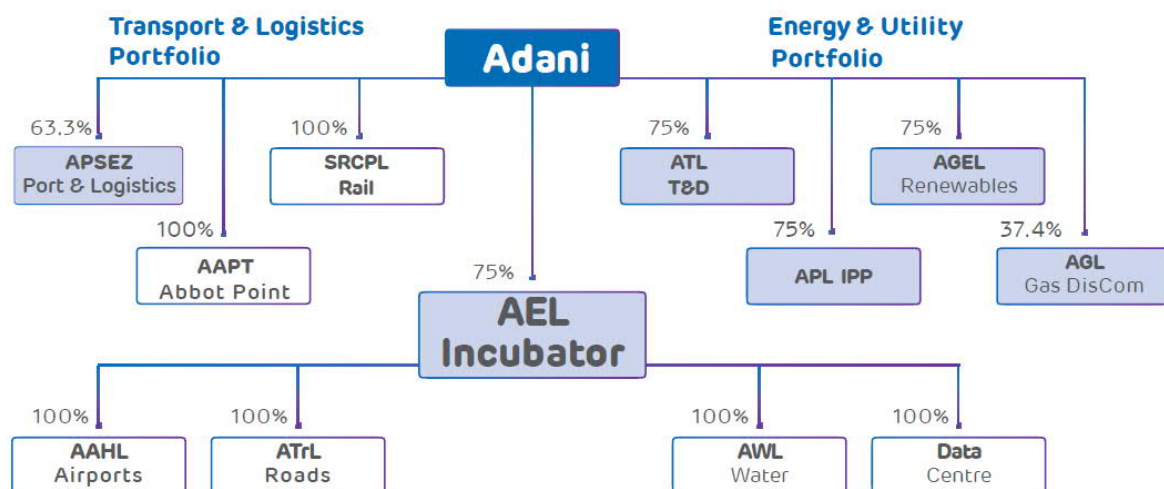 Transport & Logistics
Portfolio
Adani
Energy & Utility
Portfolio
63.3%
APSEZ
Port & Logistics
100%
SRCPL
Rail
75%
ATL
T&D
75%
AGEL
Renewables
100%
AAPT
Abbot Point
75%
APL IPP
37.4%
AGL
Gas DisCom
75%
AEL
Incubator
100%
AAHL
Airports
100%
ATrL
Roads
100%
AWL
Water
100%
Data
Centre